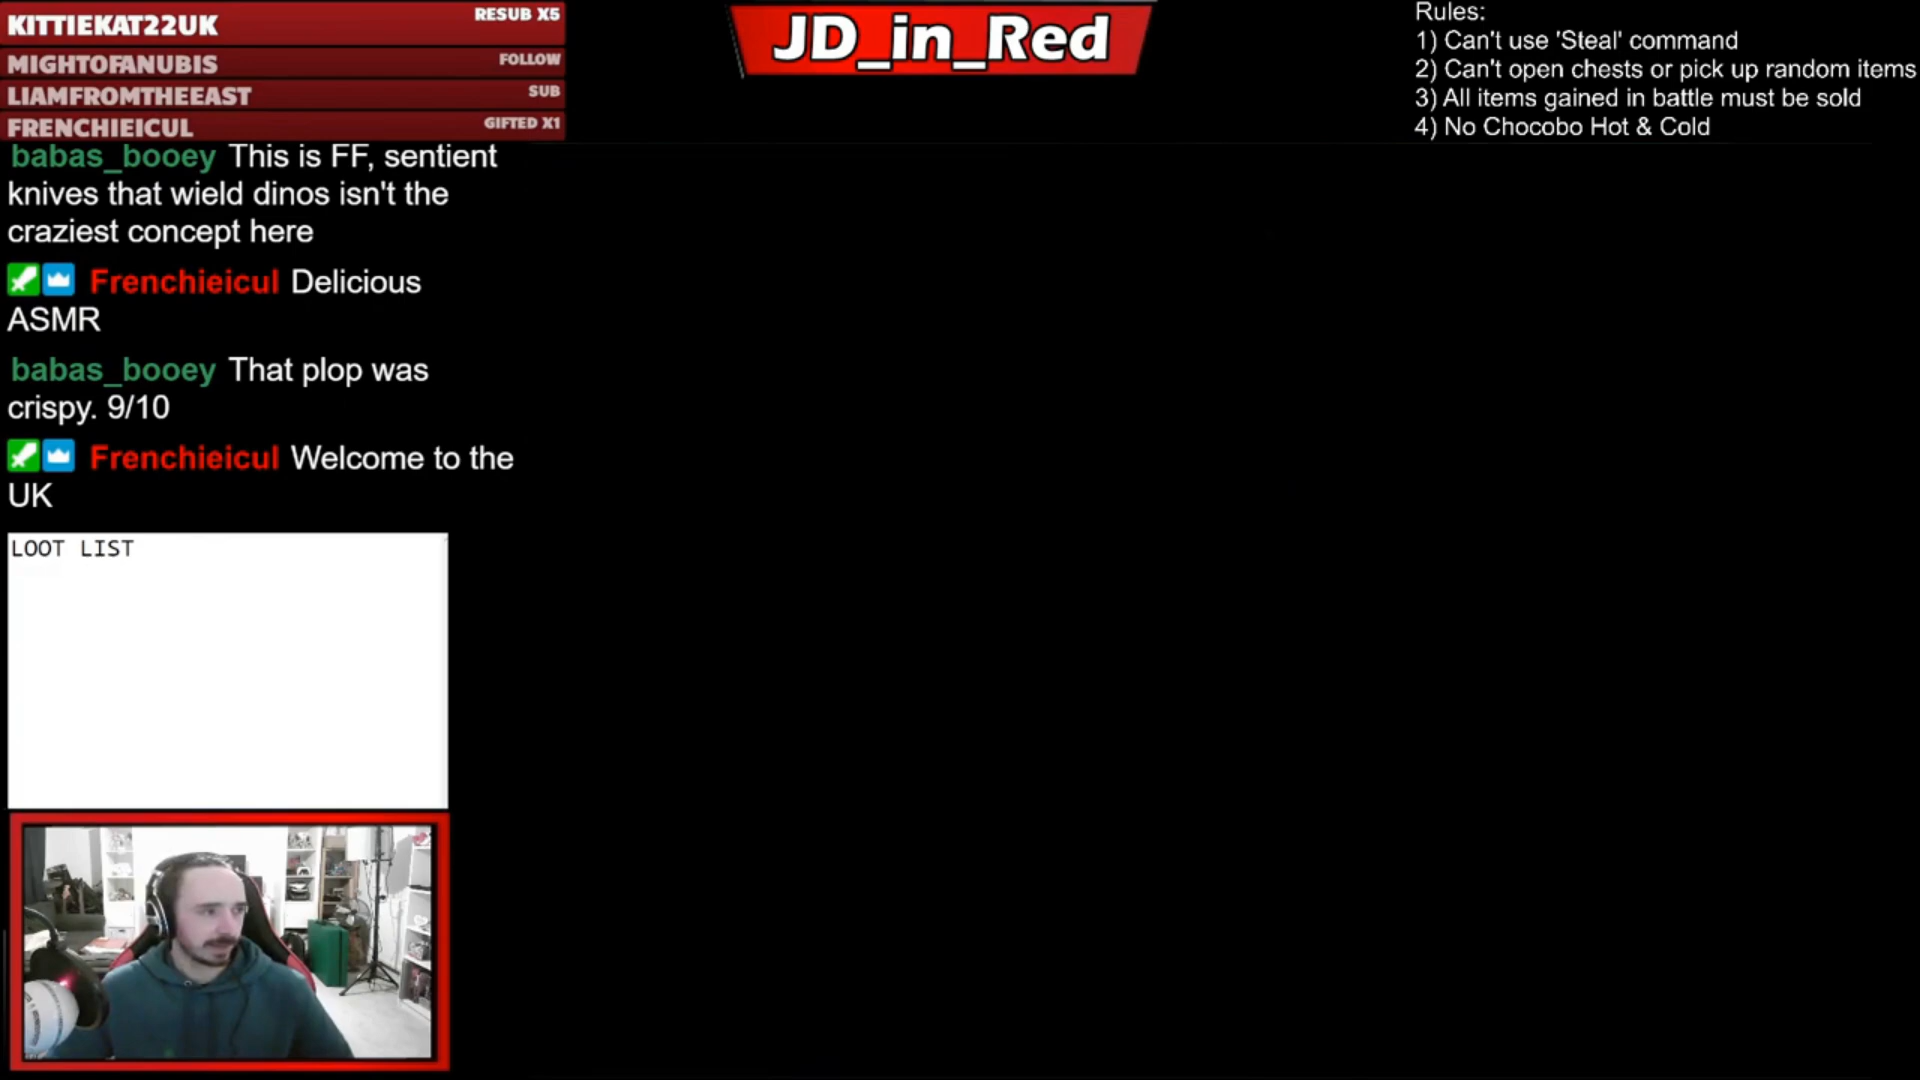 KITTIEKAT22UK RESUB X5
MIGHTOFANUBIS FOLLOW
LIAMFROMTHEEAST SUB
FRENCHIEICUL GIFTED X1
JD_in_Red
Rules:
1) Can't use 'Steal' command
2) Can't open chests or pick up random items
3) All items gained in battle must be sold
4) No Chocobo Hot & Cold
babas_booey This is FF, sentient
knives that wield dinos isn't the
craziest concept here
Frenchieicul Delicious
ASMR
babas_booey That plop was
crispy. 9/10
Frenchieicul Welcome to the
UK
LOOT LIST